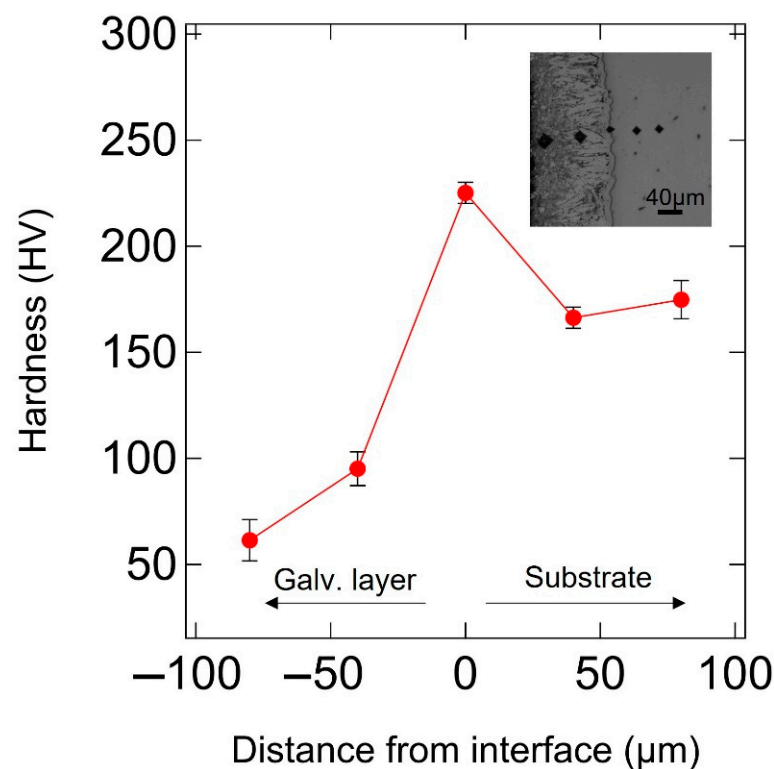 300
250
200
150
100
50
Hardness (HV)
40µm
Galv. layer
Substrate
–100
–50
0
50
100
Distance from interface (µm)